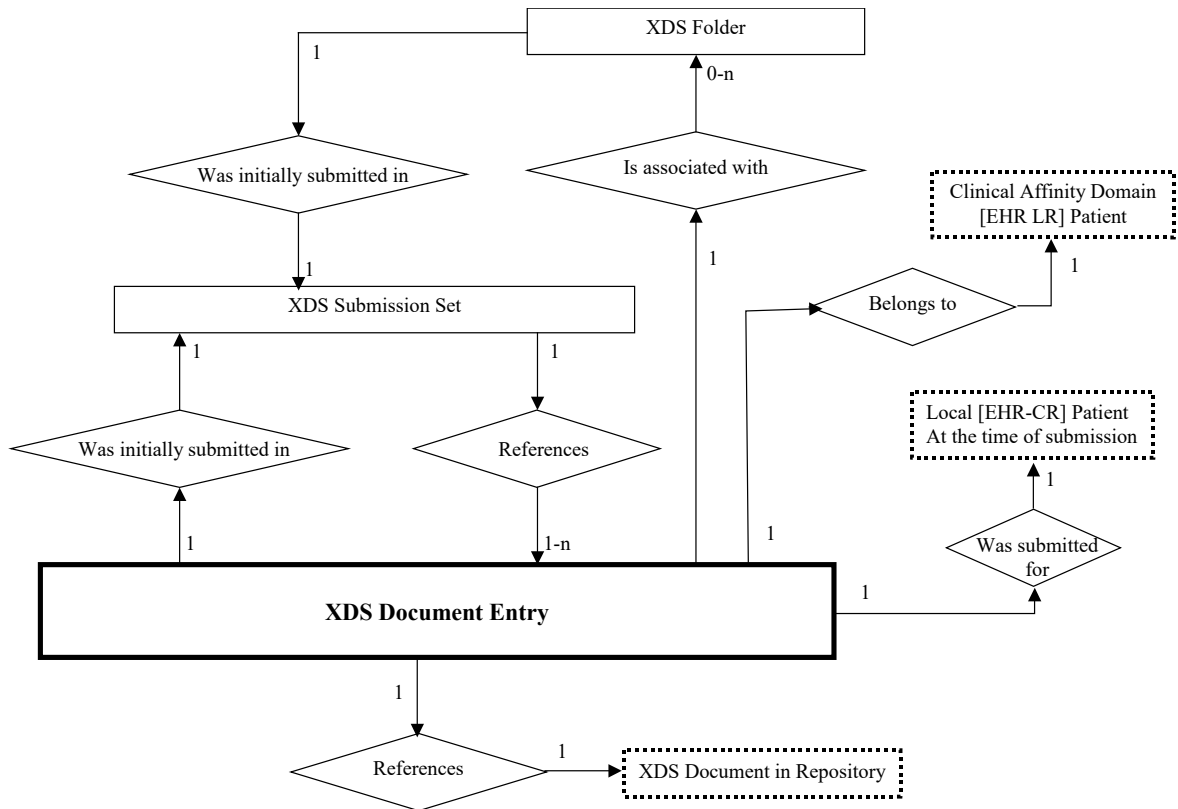 XDS Folder
1
0-n
Was initially submitted in
Is associated with
Clinical Affinity Domain
[EHR LR] Patient
1
1
1
XDS Submission Set
Belongs to
1
1
Local [EHR-CR] Patient
At the time of submission
Was initially submitted in
References
1
1
1-n
1
Was submitted
for
XDS Document Entry
1
1
References
1
XDS Document in Repository